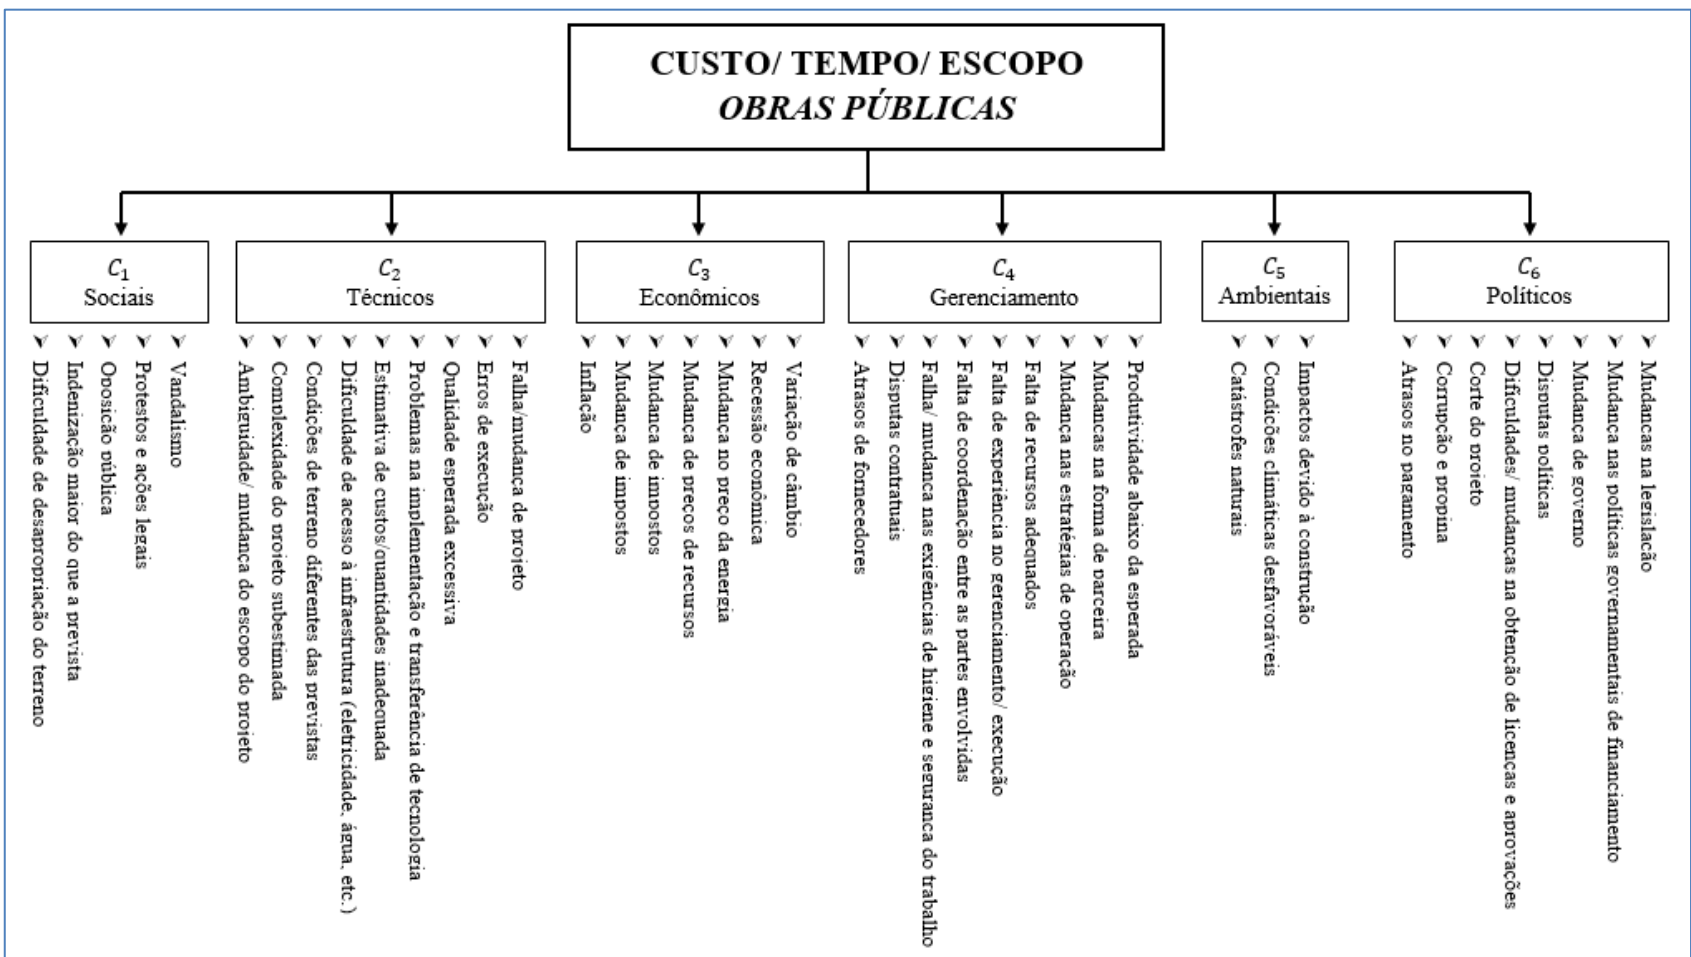 CUSTO/ TEMPO/ ESCOPO
OBRAS PÚBLICAS
C1
Sociais
Dificuldade de desapropriação do terreno
Indenização maior do que a prevista
Oposição pública
Protestos e ações legais
Vandalismo
C2
Técnicos
Ambiguidade/ mudança do escopo do projeto
Complexidade do projeto subestimada
Condições de terreno diferentes das previstas
Dificuldade de acesso à infraestrutura (eletricidade, água, etc.)
Estimativa de custos/quantidades inadequada
Problemas na implementação e transferência de tecnologia
Qualidade esperada excessiva
Erros de execução
Falha/mudança de projeto
C3
Econômicos
Inflação
Mudança de impostos
Mudança de impostos
Mudança de preços de recursos
Mudança no preço da energia
Recessão econômica
Variação de câmbio
C4
Gerenciamento
Atrasos de fornecedores
Disputas contratuais
Falha/ mudança nas exigências de higiene e segurança do trabalho
Falta de coordenação entre as partes envolvidas
Falta de experiência no gerenciamento/ execução
Falta de recursos adequados
Mudança nas estratégias de operação
Mudanças na forma de parceira
Produtividade abaixo da esperada
C5
Ambientais
Catástrofes naturais
Condições climáticas desfavoráveis
Impactos devido à construção
C6
Políticos
Atrasos no pagamento
Corrupção e propina
Corte do projeto
Dificuldades/ mudanças na obtenção de licenças e aprovações
Disputas políticas
Mudança de governo
Mudança nas políticas governamentais de financiamento
Mudanças na legislação